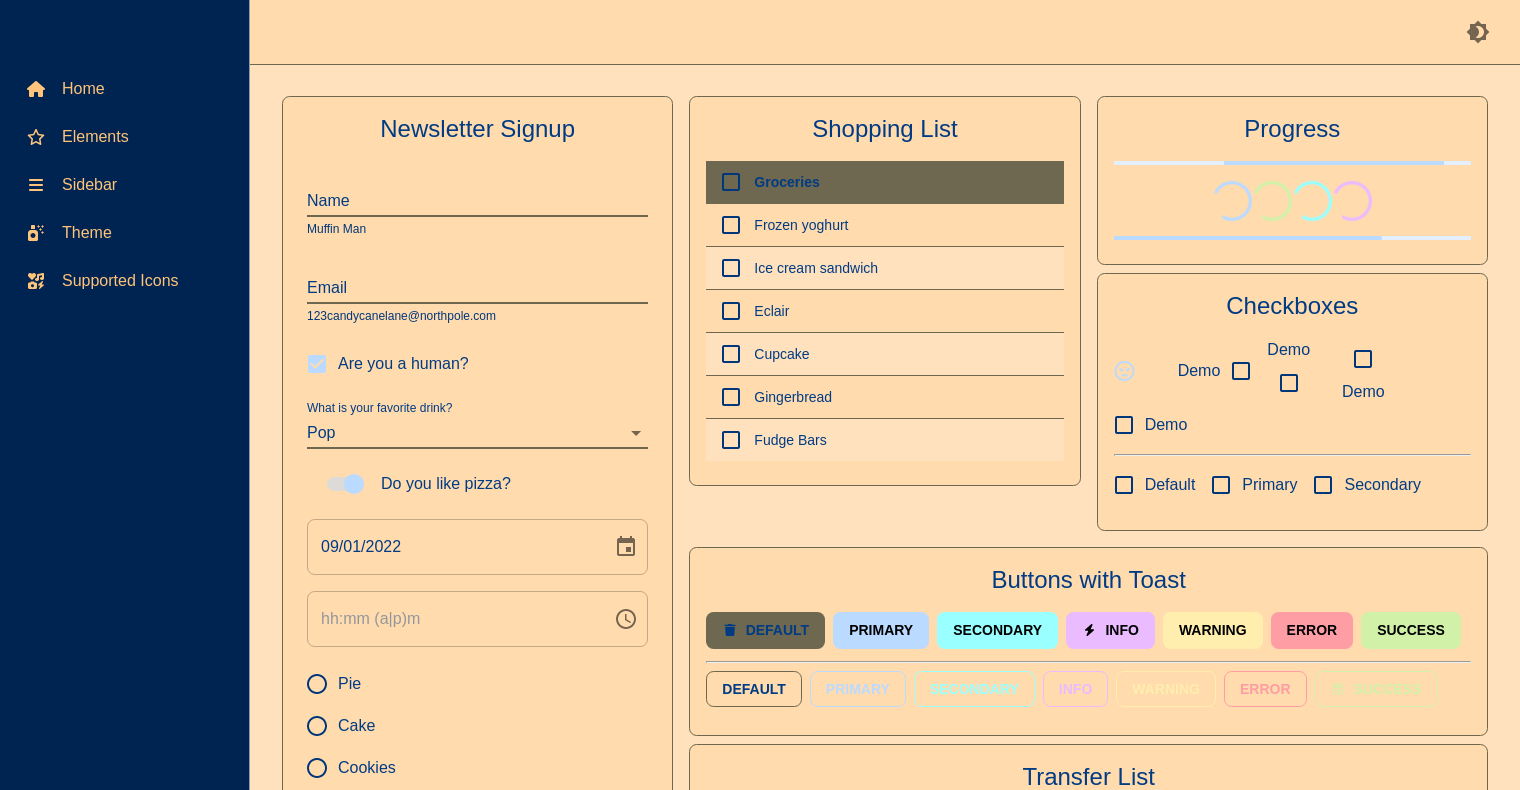 Home
Elements
Sidebar
Theme
Supported Icons
Newsletter Signup
Name
Muffin Man
Email
123candycanelane@northpole.com
Are you a human?
What is your favorite drink?
Pop
Do you like pizza?
09/01/2022
hh:mm (a|p)m
Pie
Cake
Cookies
Shopping List
Groceries
Frozen yoghurt
Ice cream sandwich
Eclair
Cupcake
Gingerbread
Fudge Bars
Progress
Checkboxes
Demo
Demo
Demo
Demo
Default Primary Secondary
Buttons with Toast
DEFAULT PRIMARY SECONDARY INFO WARNING ERROR SUCCESS
DEFAULT PRIMARY SECONDARY INFO WARNING ERROR SUCCESS
Transfer List